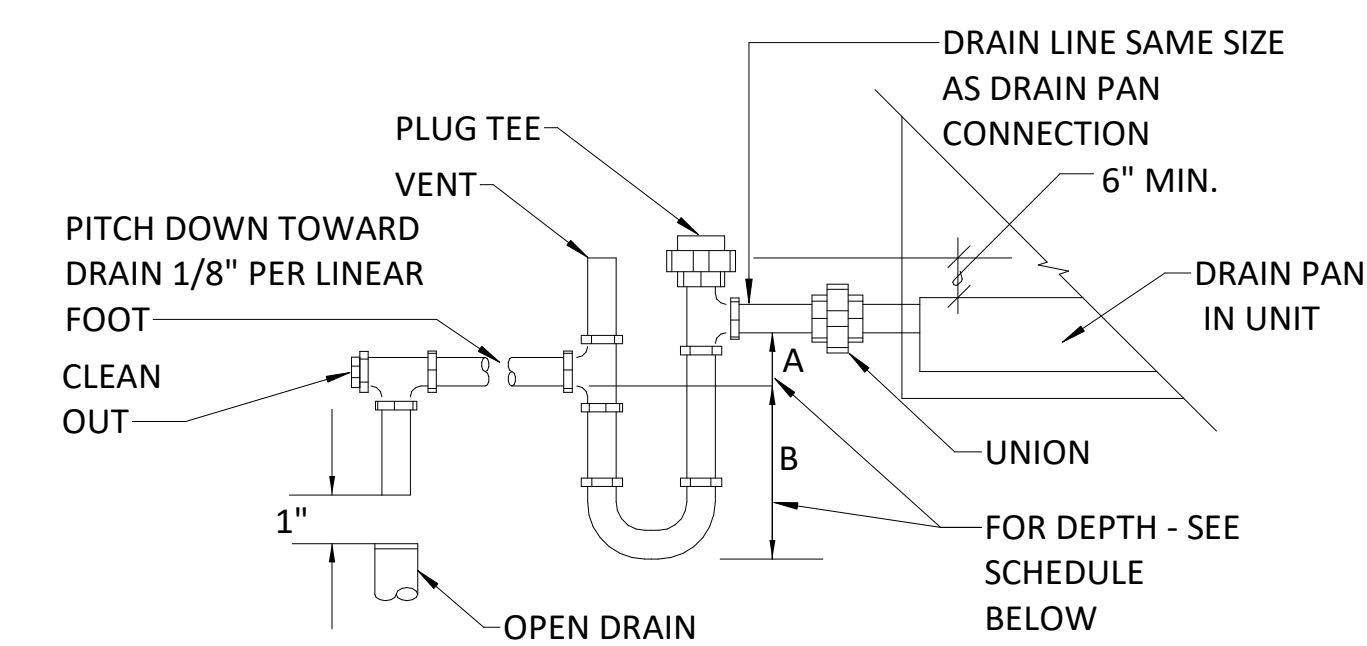 DRAIN LINE SAME SIZE
AS DRAIN PAN
CONNECTION
PLUG TEE
6" MIN.
VENT
PITCH DOWN TOWARD
DRAIN 1/8" PER LINEAR
FOOT
DRAIN PAN
IN UNIT
CLEAN
OUT
A
B
UNION
1"
FOR DEPTH - SEE
SCHEDULE
BELOW
OPEN DRAIN